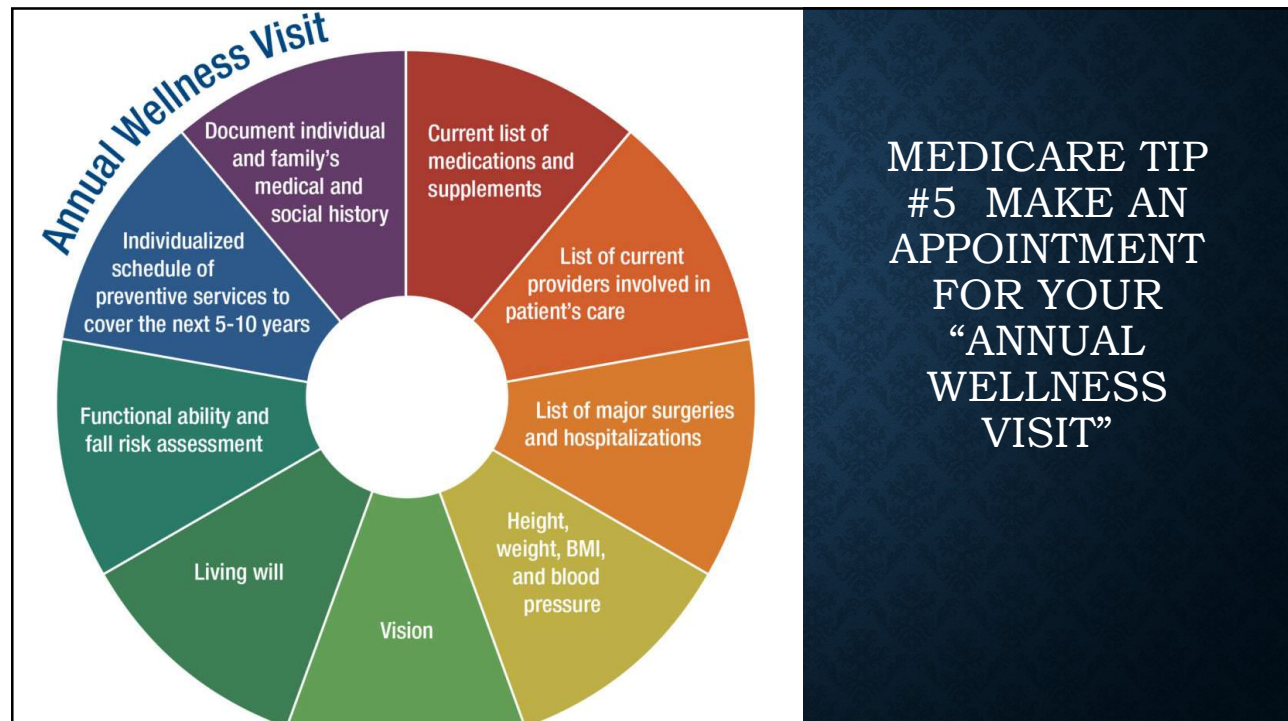 Annual Wellness Visit
Document individual
and family's
medical and
social history
Current list of
medications and
supplements
List of current
providers involved in
patient's care
List of major surgeries
and hospitalizations
Height,
weight, BMI,
and blood
pressure
Vision
Living will
Functional ability and
fall risk assessment
Individualized
schedule of
preventive services to
cover the next 5-10 years
MEDICARE TIP
#5 MAKE AN
APPOINTMENT
FOR YOUR
“ANNUAL
WELLNESS
VISIT”